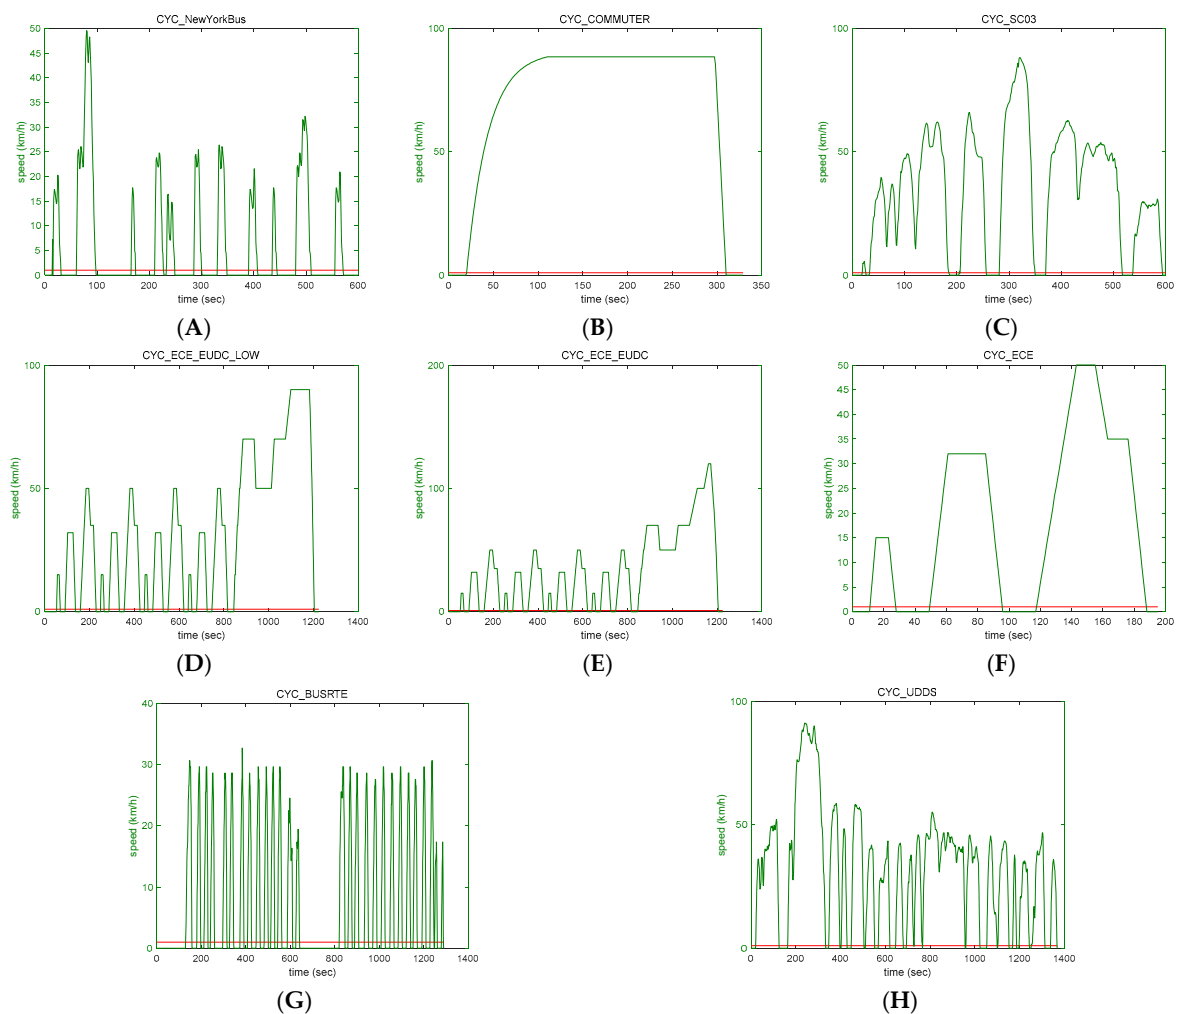 CYC_NewYorkBus
50
45
40
35
30
25
20
15
10
5
0
speed (km/h)
0 100 200 300 400 500 600
time (sec)
(A)
CYC_COMMUTER
100
50
0
speed (km/h)
0 50 100 150 200 250 300 350
time (sec)
(B)
CYC_SC03
100
50
0
speed (km/h)
0 100 200 300 400 500 600
time (sec)
(C)
CYC_ECE_EUDC_LOW
100
50
0
speed (km/h)
0 200 400 600 800 1000 1200 1400
time (sec)
(D)
CYC_ECE_EUDC
200
100
0
speed (km/h)
0 200 400 600 800 1000 1200 1400
time (sec)
(E)
CYC_ECE
50
45
40
35
30
25
20
15
10
5
0
speed (km/h)
0 20 40 60 80 100 120 140 160 180 200
time (sec)
(F)
CYC_BUSRTE
40
30
20
10
0
speed (km/h)
0 200 400 600 800 1000 1200 1400
time (sec)
(G)
CYC_UDDS
100
50
0
speed (km/h)
0 200 400 600 800 1000 1200 1400
time (sec)
(H)